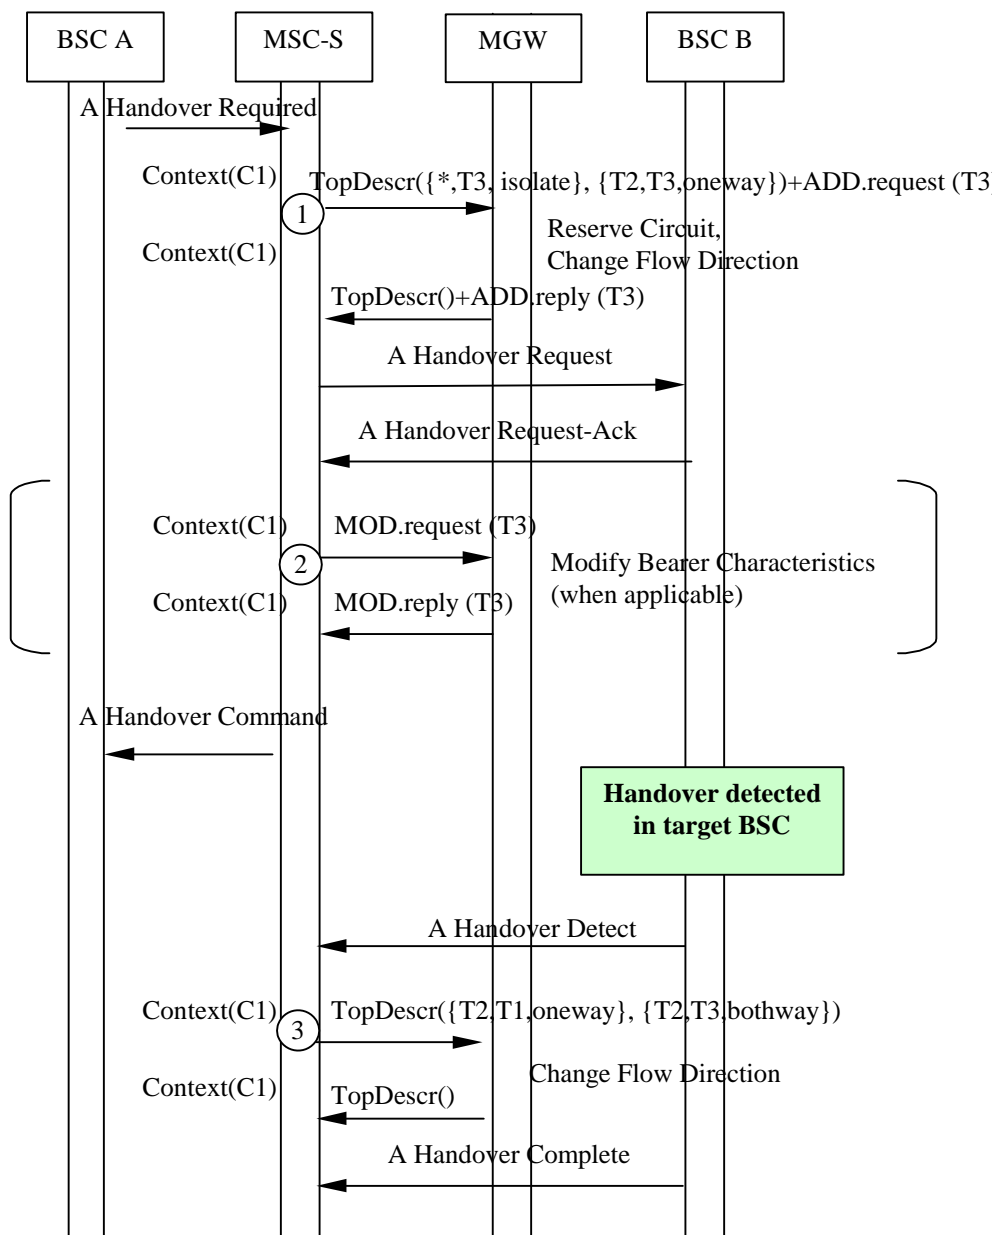 BSC A
MSC-S
MGW
BSC B
A Handover Required
Context(C1)
TopDescr({*,T3, isolate}, {T2,T3,oneway})+ADD.request (T3
1
Reserve Circuit,
Change Flow Direction
Context(C1)
TopDescr()+ADD.reply (T3)
A Handover Request
A Handover Request-Ack
Context(C1)
MOD.request (T3)
2
Modify Bearer Characteristics
(when applicable)
Context(C1)
MOD.reply (T3)
A Handover Command
Handover detected
in target BSC
A Handover Detect
Context(C1)
TopDescr({T2,T1,oneway}, {T2,T3,bothway})
3
Change Flow Direction
Context(C1)
TopDescr()
A Handover Complete